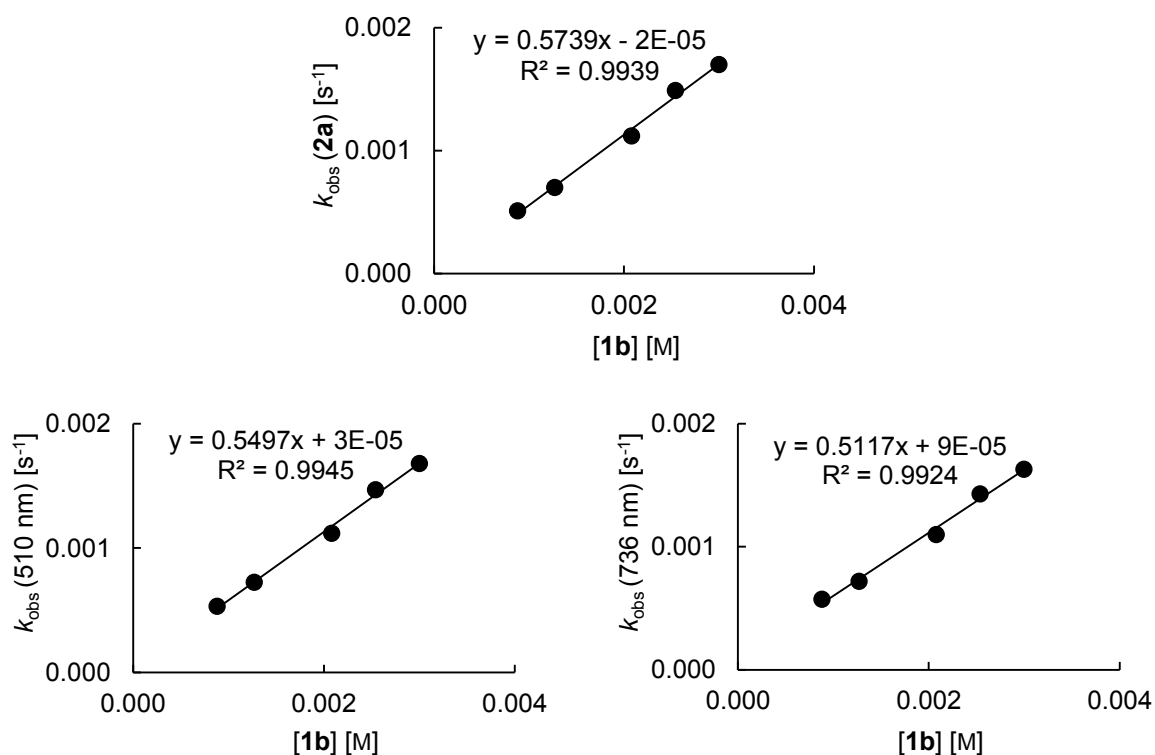 y = 0.5739x - 2E-05
R² = 0.9939
k_obs (2a) [s⁻¹]
0.002
0.001
0.000
0.000 0.002 0.004
[1b] [M]
y = 0.5497x + 3E-05
R² = 0.9945
k_obs (510 nm) [s⁻¹]
0.002
0.001
0.000
0.000 0.002 0.004
[1b] [M]
y = 0.5117x + 9E-05
R² = 0.9924
k_obs (736 nm) [s⁻¹]
0.002
0.001
0.000
0.000 0.002 0.004
[1b] [M]